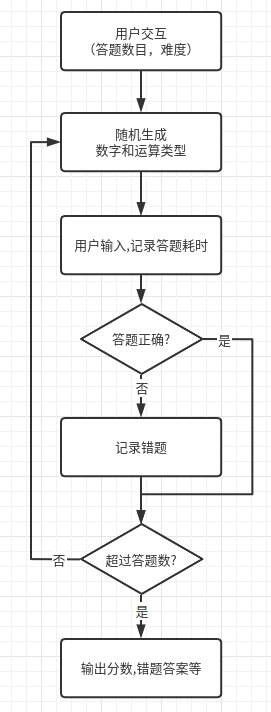 用户交互
（答题数目，难度）
随机生成
数字和运算类型
用户输入,记录答题耗时
答题正确?
是
否
记录错题
超过答题数?
否
是
输出分数,错题答案等